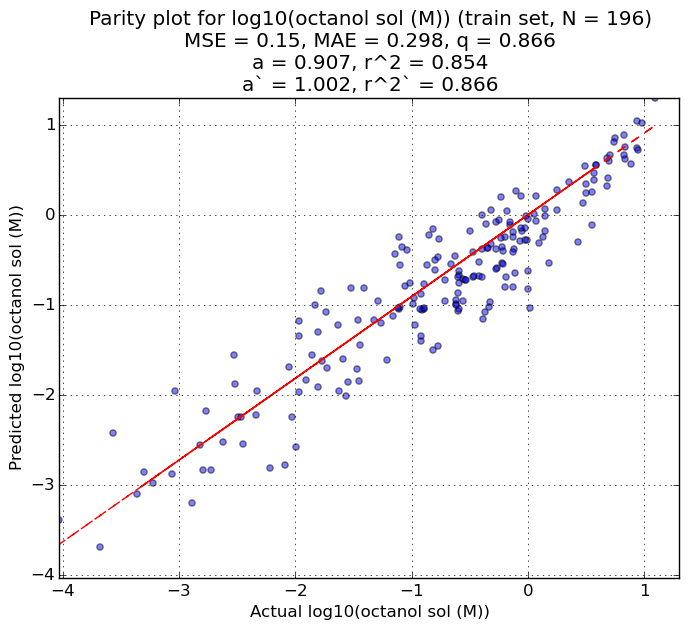 Parity plot for log10(octanol sol (M)) (train set, N = 196)
MSE = 0.15, MAE = 0.298, q = 0.866
a = 0.907, r^2 = 0.854
a` = 1.002, r^2` = 0.866
1
0
−1
−2
−3
−4
Predicted log10(octanol sol (M))
−4 −3 −2 −1 0 1
Actual log10(octanol sol (M))